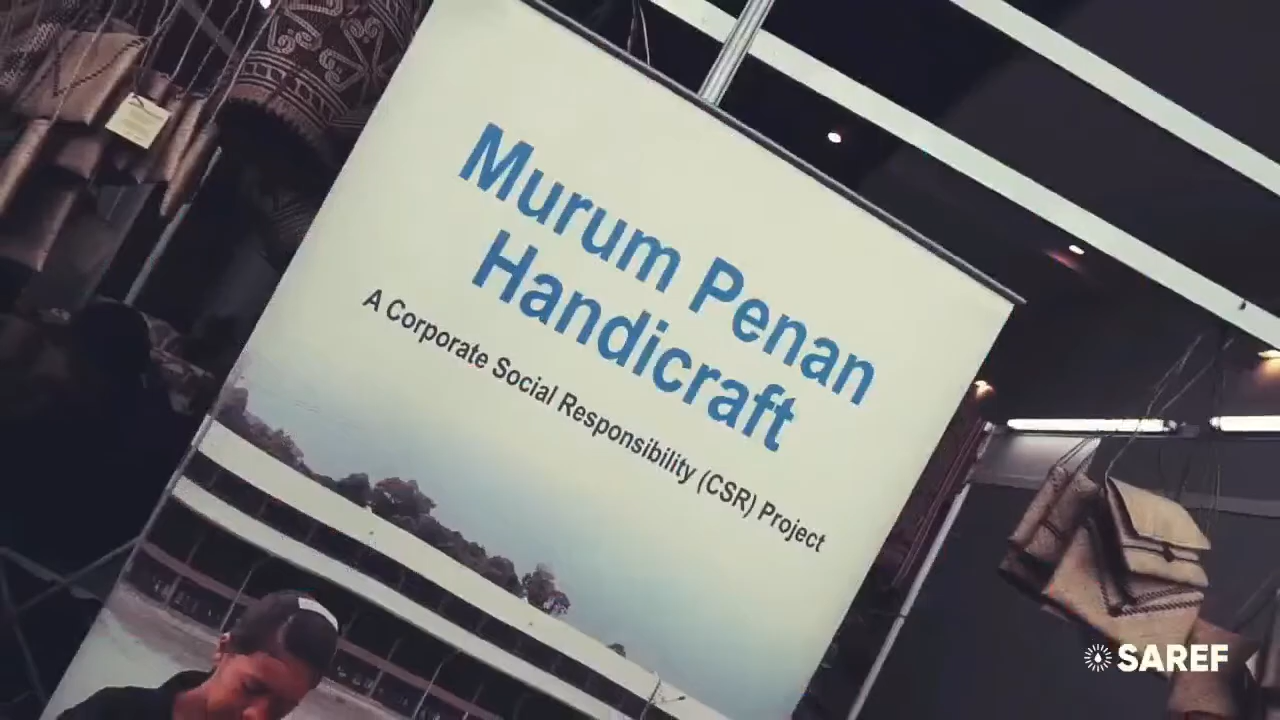 Murum Penan
Handicraft
A Corporate Social Responsibility (CSR) Project
SAREF